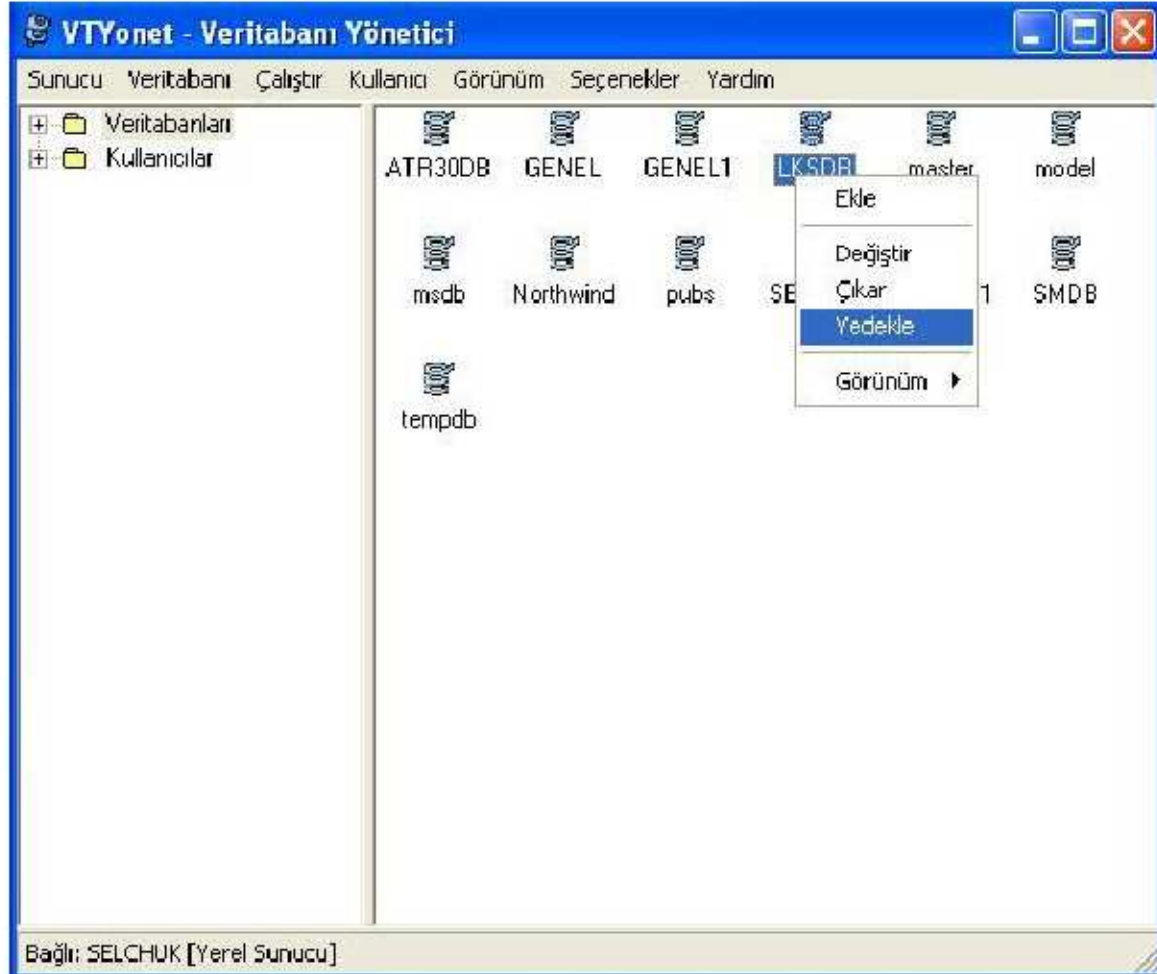 VTYonet - Veritabanı Yönetici
Sunucu Veritabanı Çalıştır Kullanıcı Görünüm Seçenekler Yardım
Veritabanları
Kullanıcılar
ATR30DB GENEL GENEL1 LKSDB master model
Ekle
Değiştir
msdb Northwind pubs SE 1 SMDB
Çıkar
Yedekle
Görünüm
tempdb
Bağlı: SELCHUK [Yerel Sunucu]